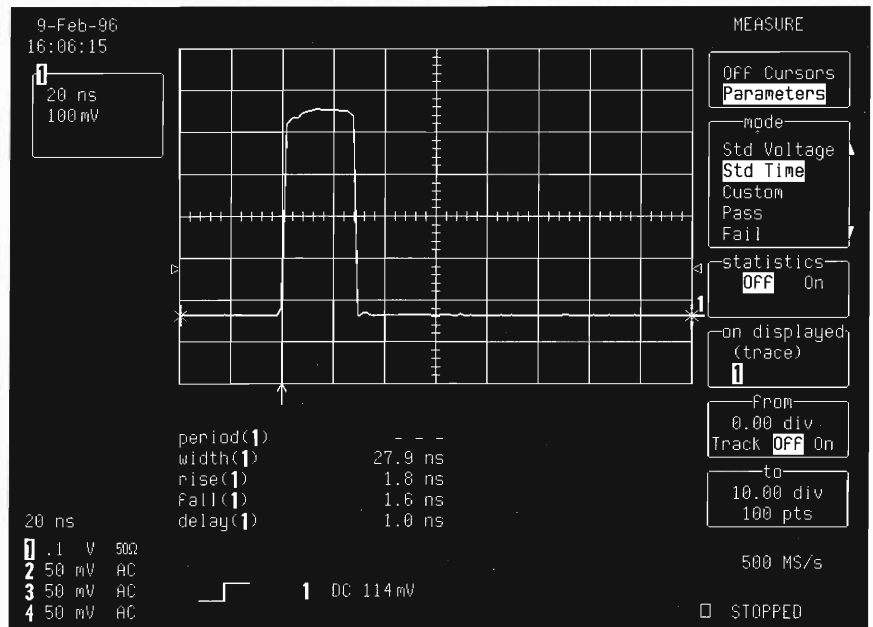 9-Feb-96
16:06:15
1
20 ns
100 mV
MEASURE
Off Cursors
Parameters
mode
Std Voltage
Std Time
Custom
Pass
Fail
statistics
Off On
1
on displayed
(trace)
1
from
0.00 div
Track Off On
to
10.00 div
100 pts
period(1) - - -
width(1) 27.9 ns
rise(1) 1.8 ns
fall(1) 1.6 ns
delay(1) 1.0 ns
20 ns
1 .1 V 50Ω
2 50 mV AC
3 50 mV AC
4 50 mV AC
1 DC 114 mV
500 MS/s
STOPPED